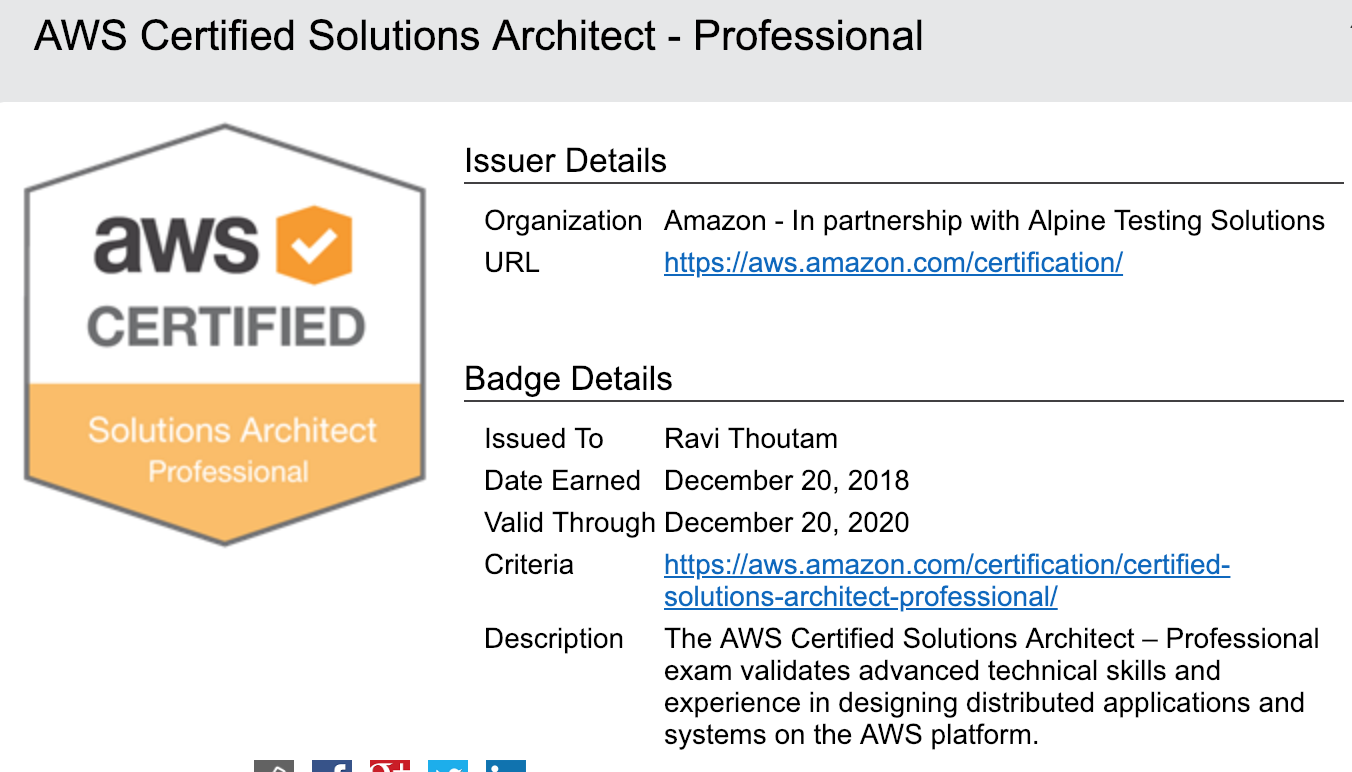 AWS Certified Solutions Architect - Professional
aws
CERTIFIED
Solutions Architect
Professional
Issuer Details
Organization Amazon - In partnership with Alpine Testing Solutions
URL https://aws.amazon.com/certification/
Badge Details
Issued To Ravi Thoutam
Date Earned December 20, 2018
Valid Through December 20, 2020
Criteria https://aws.amazon.com/certification/certified-
solutions-architect-professional/
Description The AWS Certified Solutions Architect – Professional
exam validates advanced technical skills and
experience in designing distributed applications and
systems on the AWS platform.